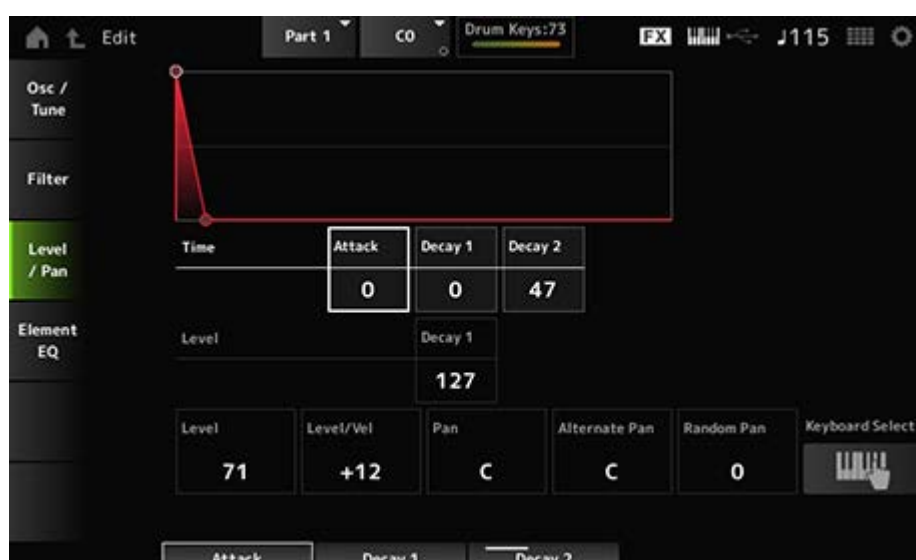 Edit
Part 1
C0
Drum Keys:73
FX
♩115
Osc /
Tune
Filter
Level
/ Pan
Element
EQ
Time
Attack
Decay 1
Decay 2
0
0
47
Level
Decay 1
127
Level
Level/Vel
Pan
Alternate Pan
Random Pan
Keyboard Select
71
+12
C
C
0
Attack
Decay 1
Decay 2